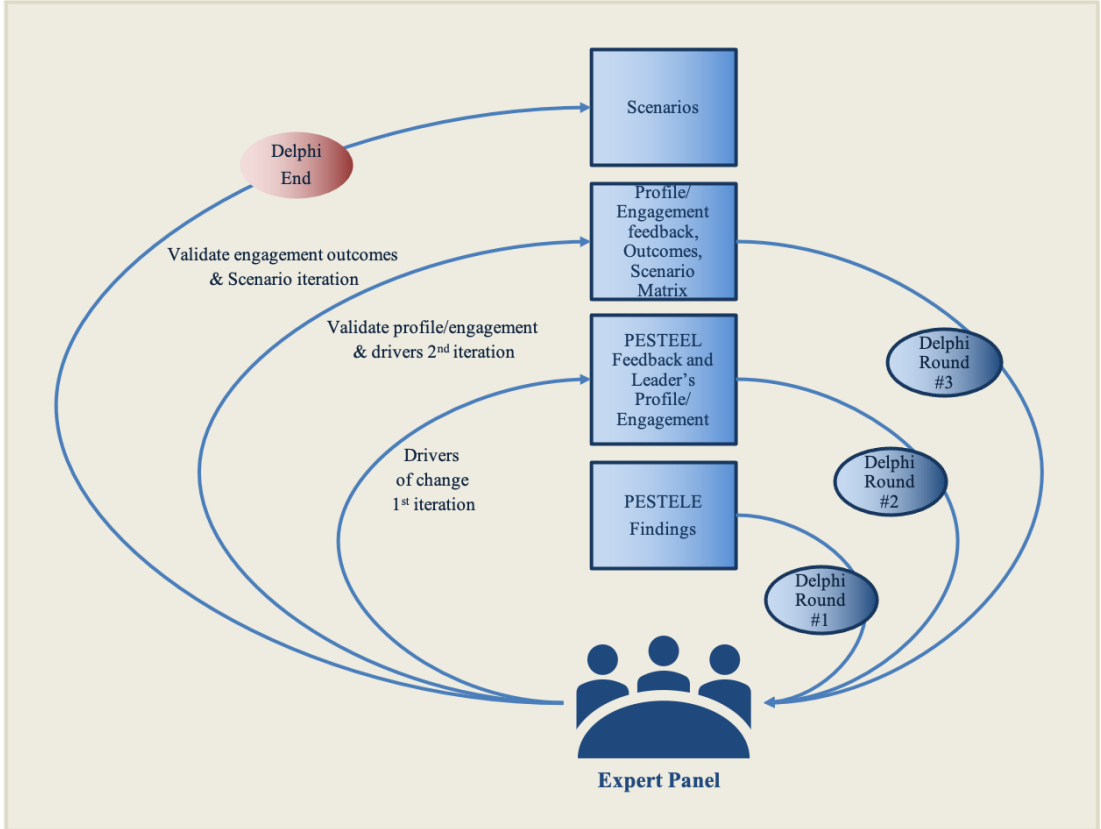 Scenarios
Delphi
End
Profile/
Engagement
feedback,
Outcomes,
Scenario
Matrix
Validate engagement outcomes
& Scenario iteration
Validate profile/engagement
& drivers 2nd iteration
PESTEEL
Feedback and
Leader's
Profile/
Engagement
Delphi
Round
#3
Drivers
of change
1st iteration
Delphi
Round
#2
PESTELE
Findings
Delphi
Round
#1
Expert Panel